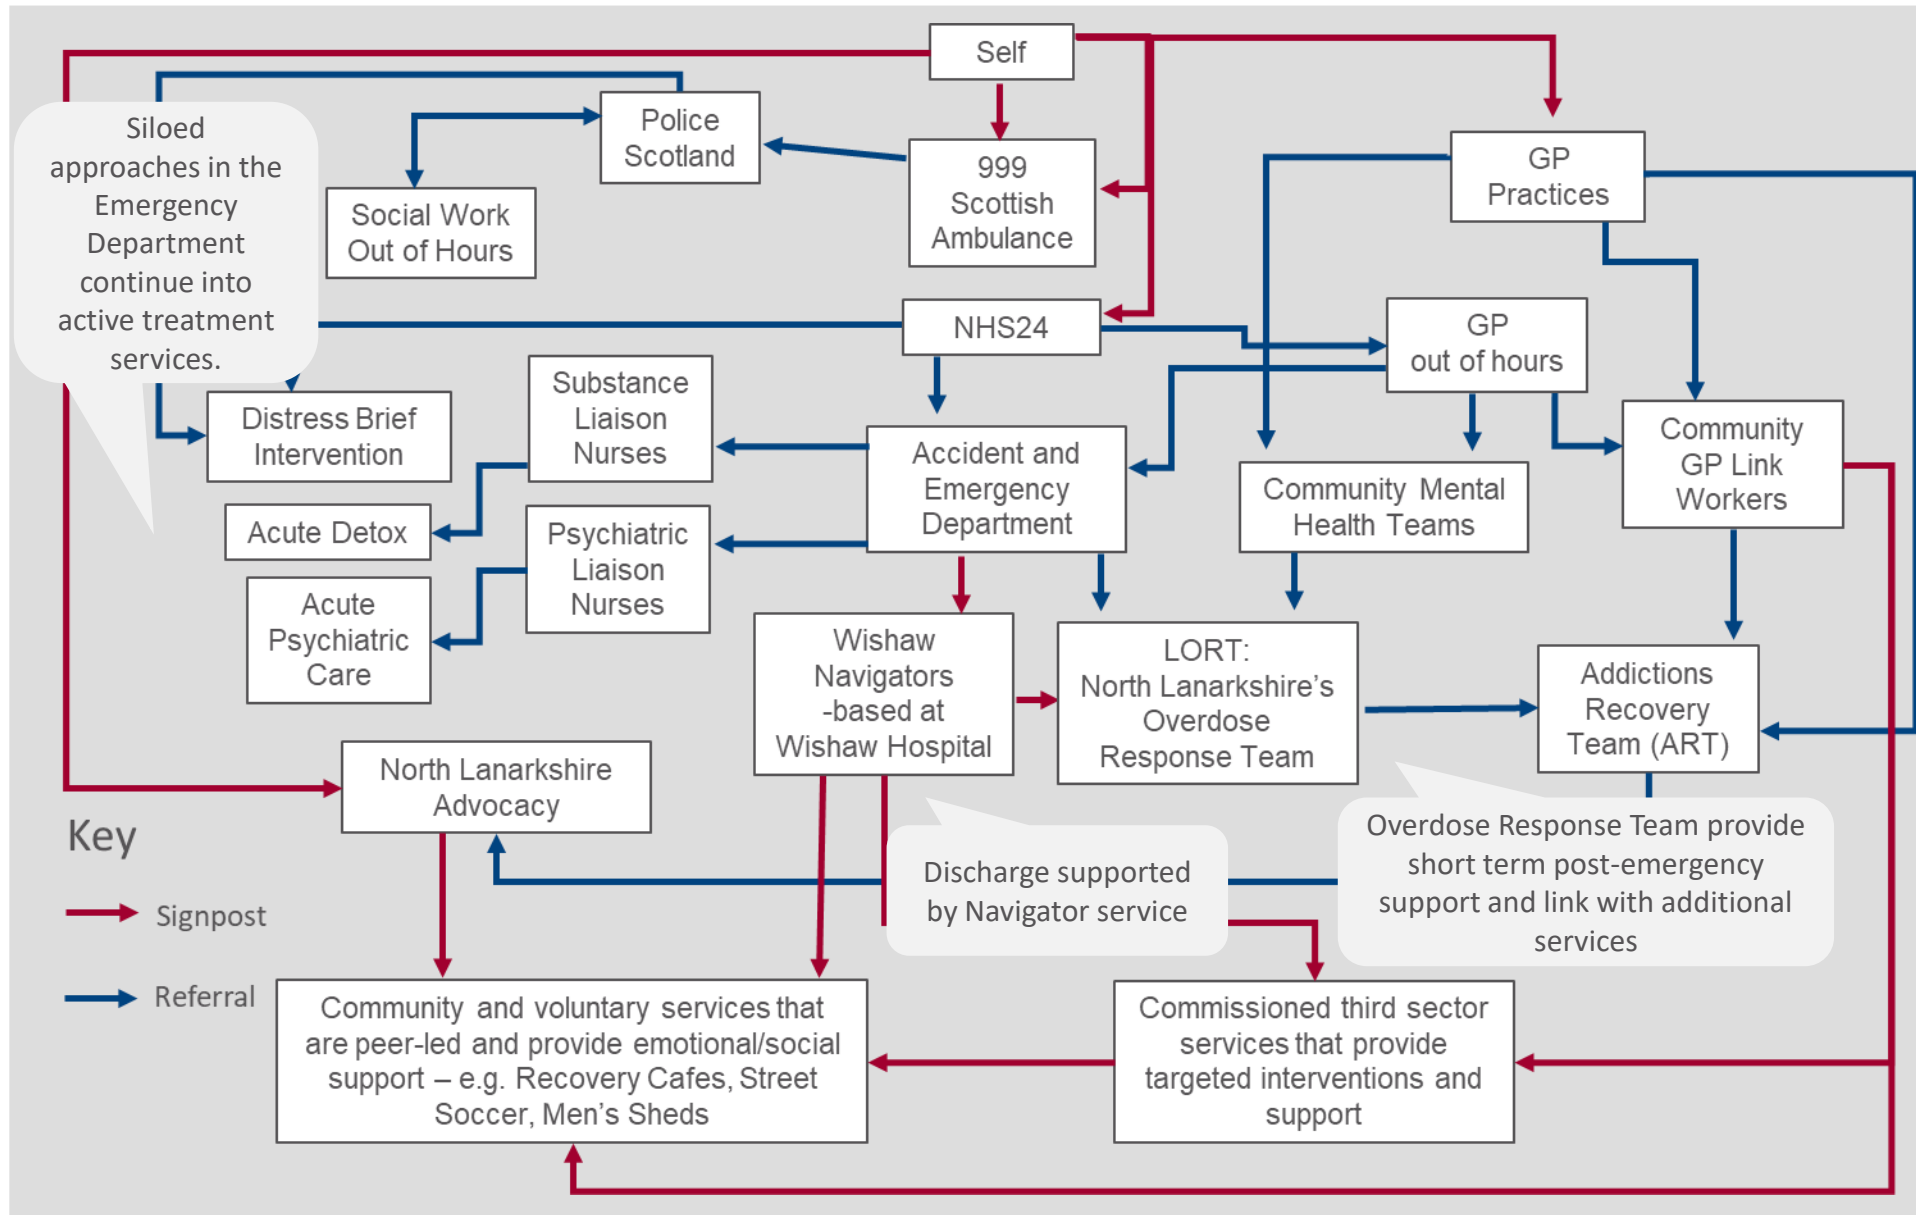 Self
Police
Scotland
999
Scottish
Ambulance
GP
Practices
Siloed
approaches in the
Emergency
Department
continue into
active treatment
services.
Social Work
Out of Hours
NHS24
GP
out of hours
Distress Brief
Intervention
Substance
Liaison
Nurses
Accident and
Emergency
Department
Community Mental
Health Teams
Community
GP Link
Workers
Acute Detox
Psychiatric
Liaison
Nurses
Acute
Psychiatric
Care
Wishaw
Navigators
-based at
Wishaw Hospital
LORT:
North Lanarkshire’s
Overdose
Response Team
Addictions
Recovery
Team (ART)
North Lanarkshire
Advocacy
Key
Signpost
Referral
Discharge supported
by Navigator service
Overdose Response Team provide
short term post-emergency
support and link with additional
services
Community and voluntary services that
are peer-led and provide emotional/social
support – e.g. Recovery Cafes, Street
Soccer, Men’s Sheds
Commissioned third sector
services that provide
targeted interventions and
support